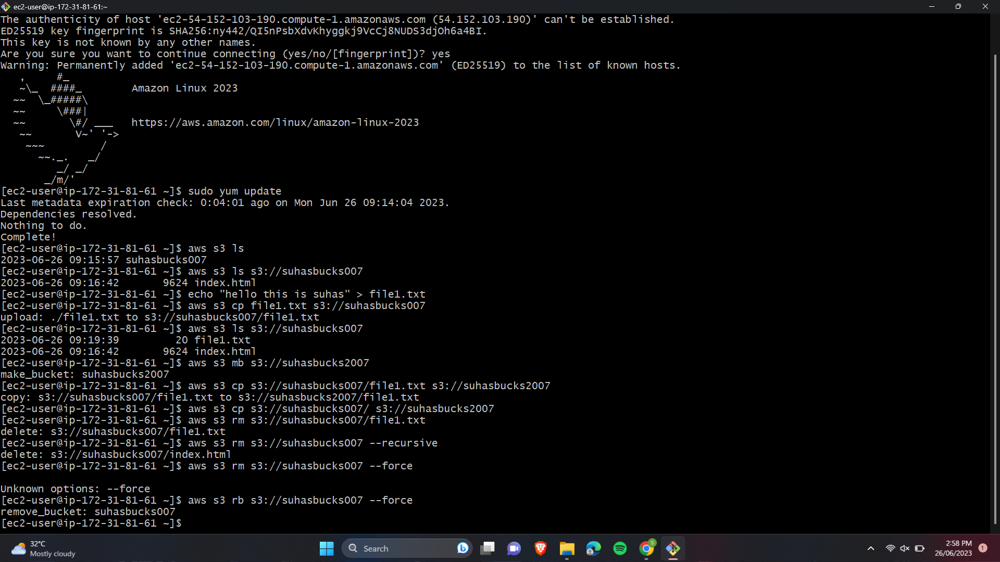 ec2-user@ip-172-31-81-61:~
The authenticity of host 'ec2-54-152-103-190.compute-1.amazonaws.com (54.152.103.190)' can't be established.
ED25519 key fingerprint is SHA256:ny442/QI5nPsbXdvKhyggkj9VcCj8NUDS3djOh6a4BI.
This key is not known by any other names.
Are you sure you want to continue connecting (yes/no/[fingerprint])? yes
Warning: Permanently added 'ec2-54-152-103-190.compute-1.amazonaws.com' (ED25519) to the list of known hosts.
   ,     #_
   ~\_  ####_        Amazon Linux 2023
  ~~  \_#####\
  ~~     \###|
  ~~       \#/ ___   https://aws.amazon.com/linux/amazon-linux-2023
   ~~       V~' '->
    ~~~         /
      ~~._.   _/
         _/ _/
       _/m/'
[ec2-user@ip-172-31-81-61 ~]$ sudo yum update
Last metadata expiration check: 0:04:01 ago on Mon Jun 26 09:14:04 2023.
Dependencies resolved.
Nothing to do.
Complete!
[ec2-user@ip-172-31-81-61 ~]$ aws s3 ls
2023-06-26 09:15:57 suhasbucks007
[ec2-user@ip-172-31-81-61 ~]$ aws s3 ls s3://suhasbucks007
2023-06-26 09:16:42       9624 index.html
[ec2-user@ip-172-31-81-61 ~]$ echo "hello this is suhas" > file1.txt
[ec2-user@ip-172-31-81-61 ~]$ aws s3 cp file1.txt s3://suhasbucks007
upload: ./file1.txt to s3://suhasbucks007/file1.txt
[ec2-user@ip-172-31-81-61 ~]$ aws s3 ls s3://suhasbucks007
2023-06-26 09:19:39         20 file1.txt
2023-06-26 09:16:42       9624 index.html
[ec2-user@ip-172-31-81-61 ~]$ aws s3 mb s3://suhasbucks2007
make_bucket: suhasbucks2007
[ec2-user@ip-172-31-81-61 ~]$ aws s3 cp s3://suhasbucks007/file1.txt s3://suhasbucks2007
copy: s3://suhasbucks007/file1.txt to s3://suhasbucks2007/file1.txt
[ec2-user@ip-172-31-81-61 ~]$ aws s3 cp s3://suhasbucks007/ s3://suhasbucks2007
[ec2-user@ip-172-31-81-61 ~]$ aws s3 rm s3://suhasbucks007/file1.txt
delete: s3://suhasbucks007/file1.txt
[ec2-user@ip-172-31-81-61 ~]$ aws s3 rm s3://suhasbucks007 --recursive
delete: s3://suhasbucks007/index.html
[ec2-user@ip-172-31-81-61 ~]$ aws s3 rm s3://suhasbucks007 --force
Unknown options: --force
[ec2-user@ip-172-31-81-61 ~]$ aws s3 rb s3://suhasbucks007 --force
remove_bucket: suhasbucks007
[ec2-user@ip-172-31-81-61 ~]$
32°C
Mostly cloudy
Search
S
2:58 PM
26/06/2023
1